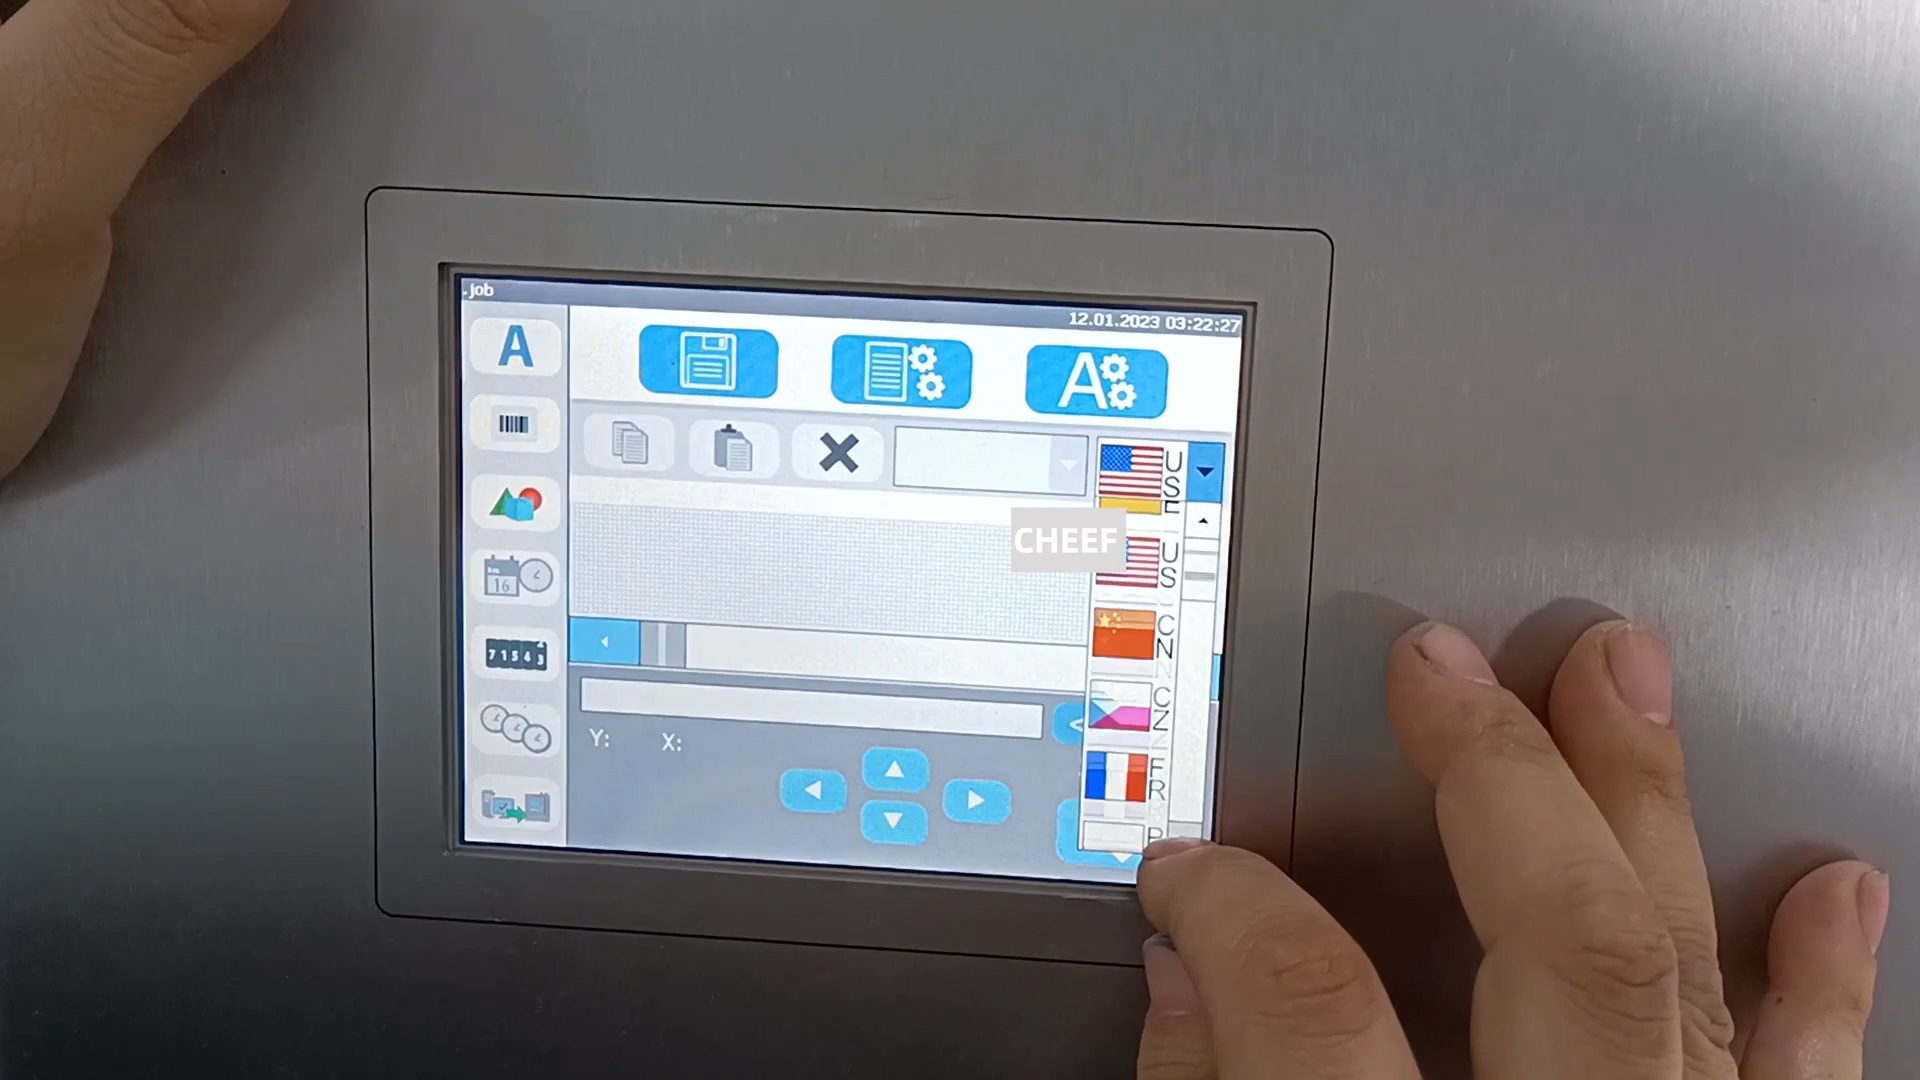 .job
12.01.2023 03:22:27
A
A
US
E
US
CHEEF
CN
CZ
FR
16
71543
Y: X: